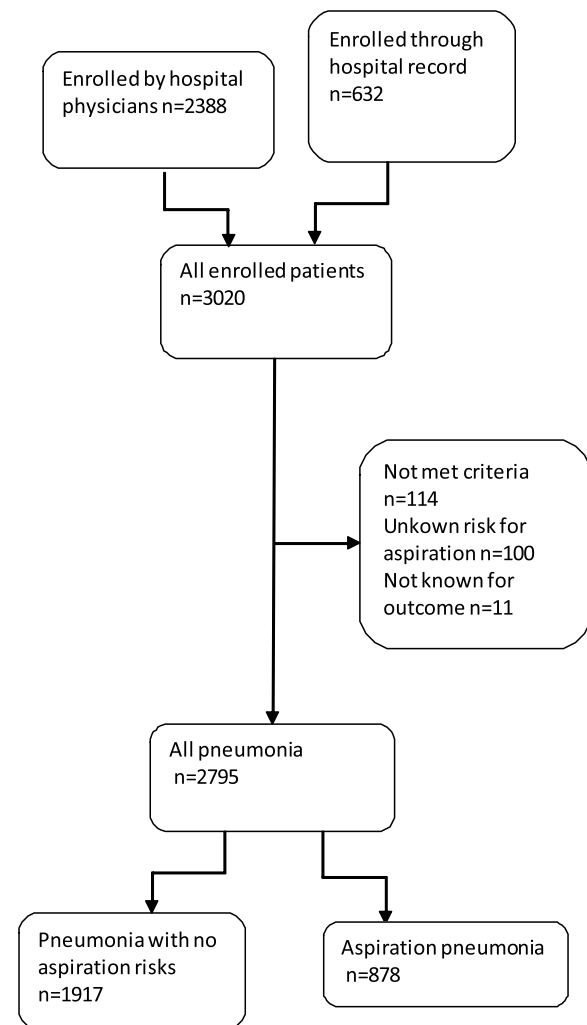 Enrolled by hospital
physicians n=2388
Enrolled through
hospital record
n=632
All enrolled patients
n=3020
Not met criteria
n=114
Unkown risk for
aspiration n=100
Not known for
outcome n=11
All pneumonia
n=2795
Pneumonia with no
aspiration risks
n=1917
Aspiration pneumonia
n=878